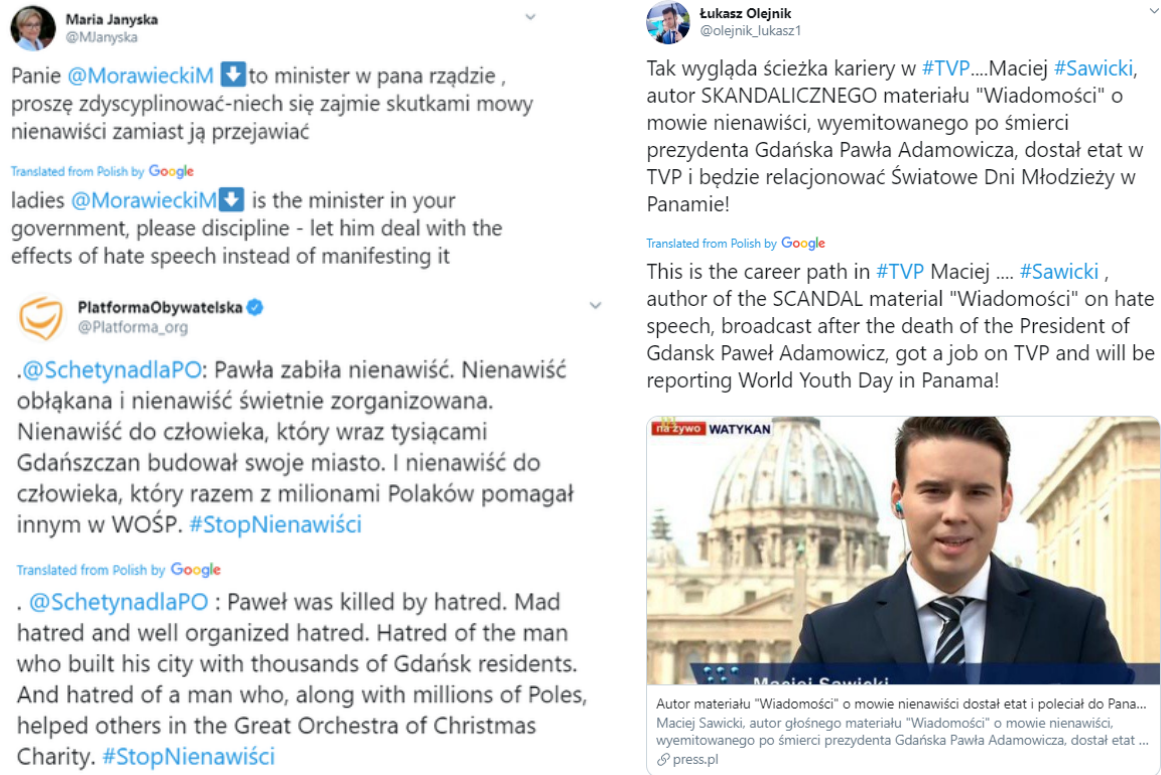 Maria Janyska
@MJanyska
Panie @MorawieckiM ⬇️to minister w pana rządzie ,
proszę zdyscyplinować-niech się zajmie skutkami mowy
nienawiści zamiast ją przejawiać
Translated from Polish by Google
ladies @MorawieckiM⬇️ is the minister in your
government, please discipline - let him deal with the
effects of hate speech instead of manifesting it
PlatformaObywatelska
@Platforma_org
.@SchetynadlaPO: Pawła zabiła nienawiść. Nienawiść
obłąkana i nienawiść świetnie zorganizowana.
Nienawiść do człowieka, który wraz tysiącami
Gdańszczan budował swoje miasto. I nienawiść do
człowieka, który razem z milionami Polaków pomagał
innym w WOŚP. #StopNienawiści
Translated from Polish by Google
. @SchetynadlaPO : Paweł was killed by hatred. Mad
hatred and well organized hatred. Hatred of the man
who built his city with thousands of Gdańsk residents.
And hatred of a man who, along with millions of Poles,
helped others in the Great Orchestra of Christmas
Charity. #StopNienawiści
Łukasz Olejnik
@olejnik_lukasz1
Tak wygląda ścieżka kariery w #TVP....Maciej #Sawicki,
autor SKANDALICZNEGO materiału "Wiadomości" o
mowie nienawiści, wyemitowanego po śmierci
prezydenta Gdańska Pawła Adamowicza, dostał etat w
TVP i będzie relacjonować Światowe Dni Młodzieży w
Panamie!
Translated from Polish by Google
This is the career path in #TVP Maciej .... #Sawicki ,
author of the SCANDAL material "Wiadomości" on hate
speech, broadcast after the death of the President of
Gdansk Paweł Adamowicz, got a job on TVP and will be
reporting World Youth Day in Panama!
na żywo WATYKAN
Maciej Sawicki
Autor materiału "Wiadomości" o mowie nienawiści dostał etat i poleciał do Pana...
Maciej Sawicki, autor głośnego materiału "Wiadomości" o mowie nienawiści,
wyemitowanego po śmierci prezydenta Gdańska Pawła Adamowicza, dostał etat ...
press.pl